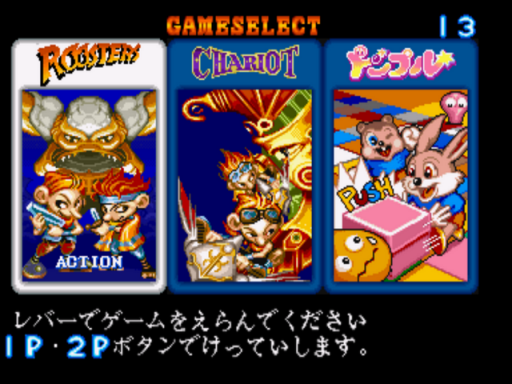 GAMESELECT 13
ROOSTERS CHARIOT ドンプル
PUSH
ACTION
レバーでゲームをえらんでください
1P・2Pボタンでけっていします。